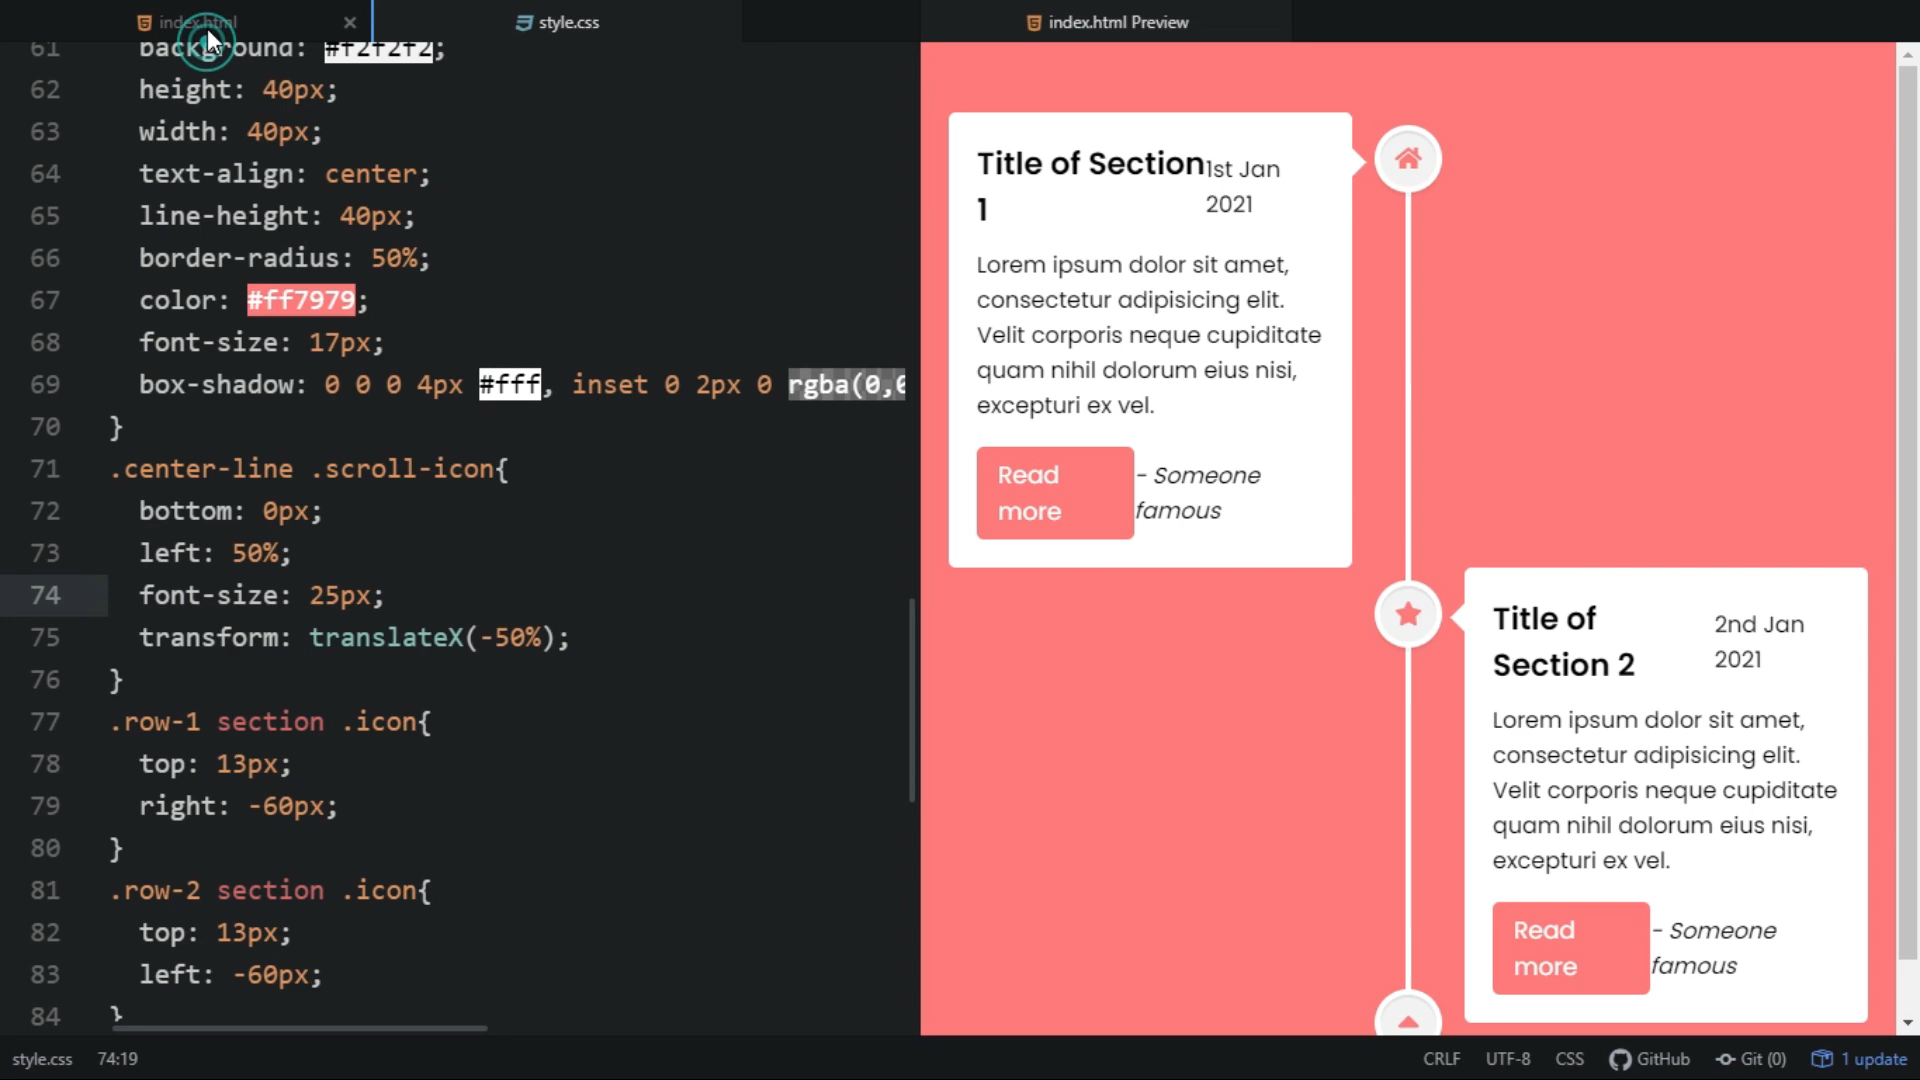 index.html
style.css
index.html Preview
61 background: #f2f2f2;
62 height: 40px;
63 width: 40px;
64 text-align: center;
65 line-height: 40px;
66 border-radius: 50%;
67 color: #ff7979;
68 font-size: 17px;
69 box-shadow: 0 0 0 4px #fff, inset 0 2px 0 rgba(0,0
70 }
71 .center-line .scroll-icon{
72 bottom: 0px;
73 left: 50%;
74 font-size: 25px;
75 transform: translateX(-50%);
76 }
77 .row-1 section .icon{
78 top: 13px;
79 right: -60px;
80 }
81 .row-2 section .icon{
82 top: 13px;
83 left: -60px;
84 }
Title of Section
1
1st Jan
2021
Lorem ipsum dolor sit amet,
consectetur adipisicing elit.
Velit corporis neque cupiditate
quam nihil dolorum eius nisi,
excepturi ex vel.
Read
more
- Someone
famous
Title of
Section 2
2nd Jan
2021
Lorem ipsum dolor sit amet,
consectetur adipisicing elit.
Velit corporis neque cupiditate
quam nihil dolorum eius nisi,
excepturi ex vel.
Read
more
- Someone
famous
style.css 74:19
CRLF UTF-8 CSS GitHub Git (0) 1 update